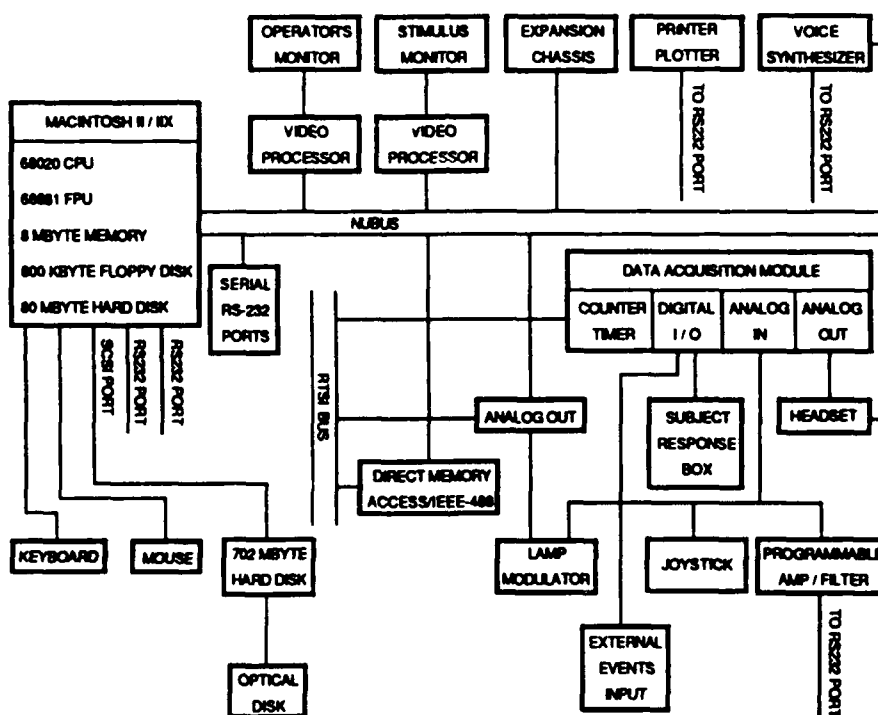 OPERATOR'S
MONITOR
STIMULUS
MONITOR
EXPANSION
CHASSIS
PRINTER
PLOTTER
VOICE
SYNTHESIZER
MACINTOSH II / IIX
68020 CPU
68881 FPU
8 MBYTE MEMORY
800 KBYTE FLOPPY DISK
80 MBYTE HARD DISK
VIDEO
PROCESSOR
VIDEO
PROCESSOR
TO RS232 PORT
TO RS232 PORT
NUBUS
SERIAL
RS-232
PORTS
DATA ACQUISITION MODULE
COUNTER
TIMER
DIGITAL
I / O
ANALOG
IN
ANALOG
OUT
SCSI PORT
RS232 PORT
RS232 PORT
RTSI BUS
ANALOG OUT
SUBJECT
RESPONSE
BOX
HEADSET
DIRECT MEMORY
ACCESS/IEEE-488
KEYBOARD
MOUSE
702 MBYTE
HARD DISK
LAMP
MODULATOR
JOYSTICK
PROGRAMMABLE
AMP / FILTER
OPTICAL
DISK
EXTERNAL
EVENTS
INPUT
TO RS232 PORT